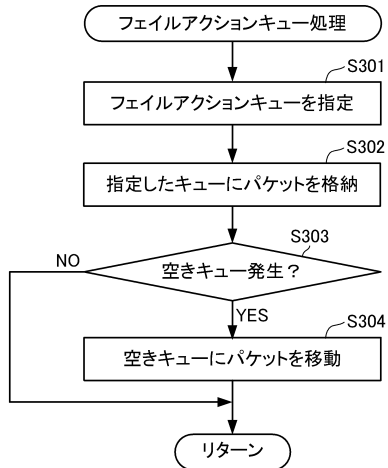 フェイルアクションキュー処理
S301
フェイルアクションキューを指定
S302
指定したキューにパケットを格納
S303
空きキュー発生？
NO
YES
S304
空きキューにパケットを移動
リターン